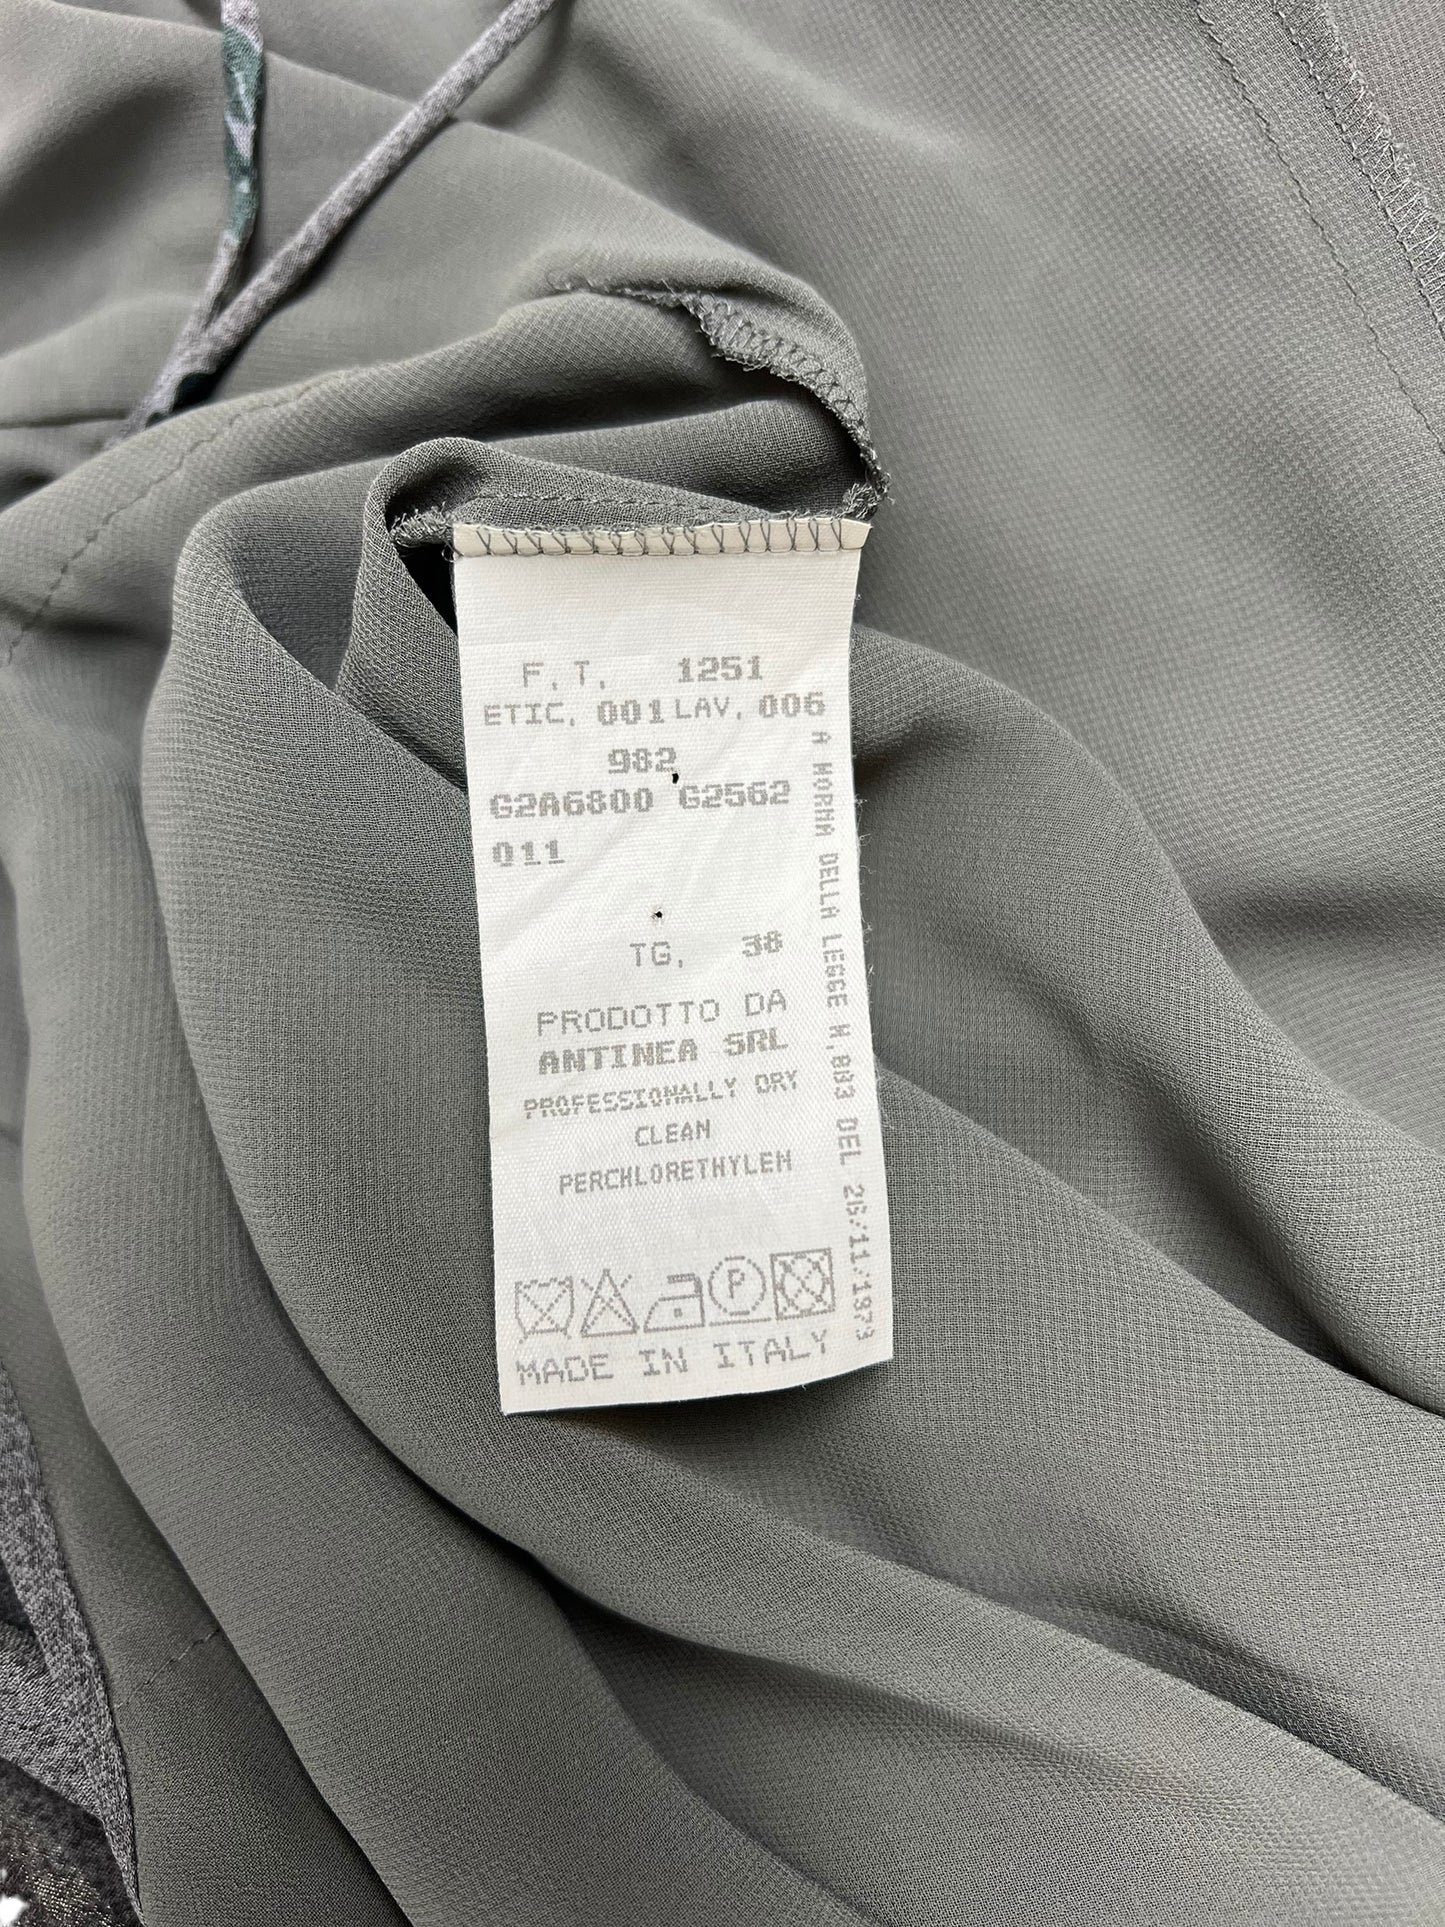 F.T. 1251
ETIC. 001 LAV. 006
982
G2A6800 G2562
011
TG. 38
PRODOTTO DA
ANTINEA SRL
PROFESSIONALLY DRY
CLEAN
PERCHLORETHYLEN
P
MADE IN ITALY
A NORMA DELLA LEGGE N.883 DEL 26/11/1973